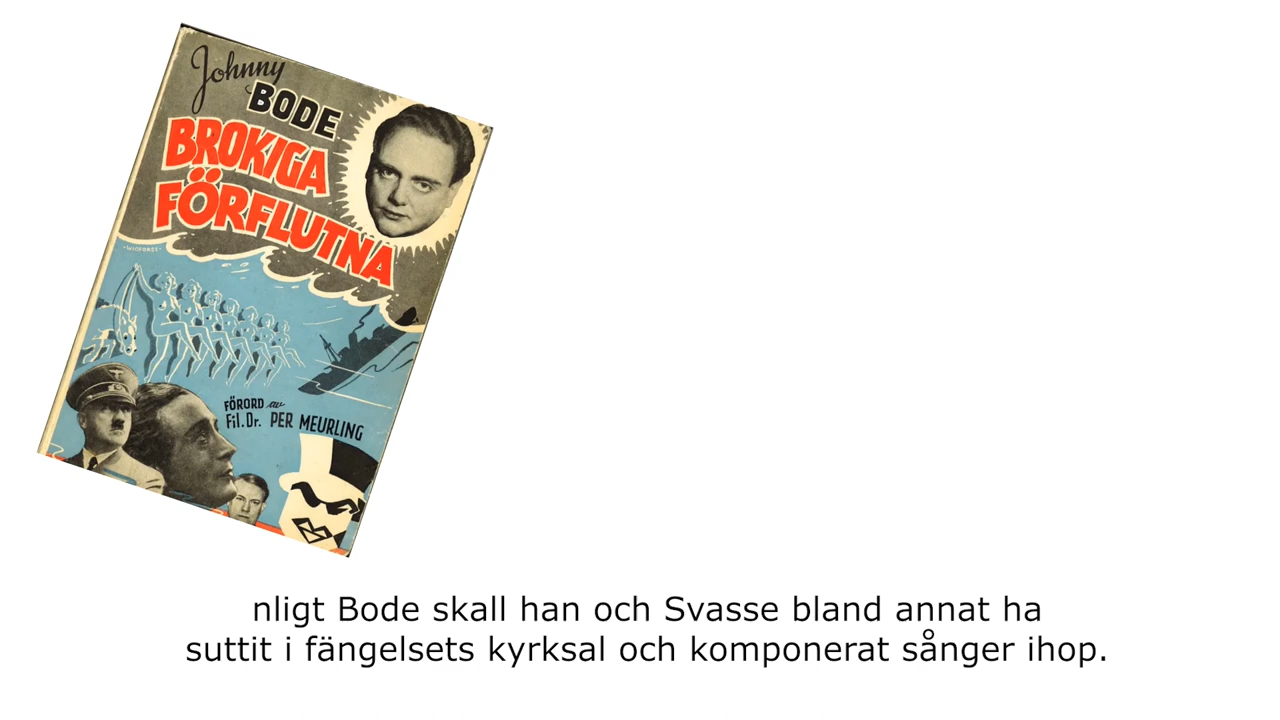 Johnny
BODE
BROKIGA
FÖRFLUTNA
FÖRORD av
Fil.Dr. PER MEURLING
nligt Bode skall han och Svasse bland annat ha
suttit i fängelsets kyrksal och komponerat sånger ihop.